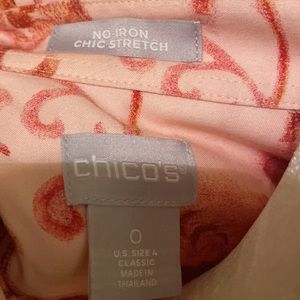 NO IRON
CHIC STRETCH
chico's
0
U.S. SIZE 4
CLASSIC
MADE IN
THAILAND